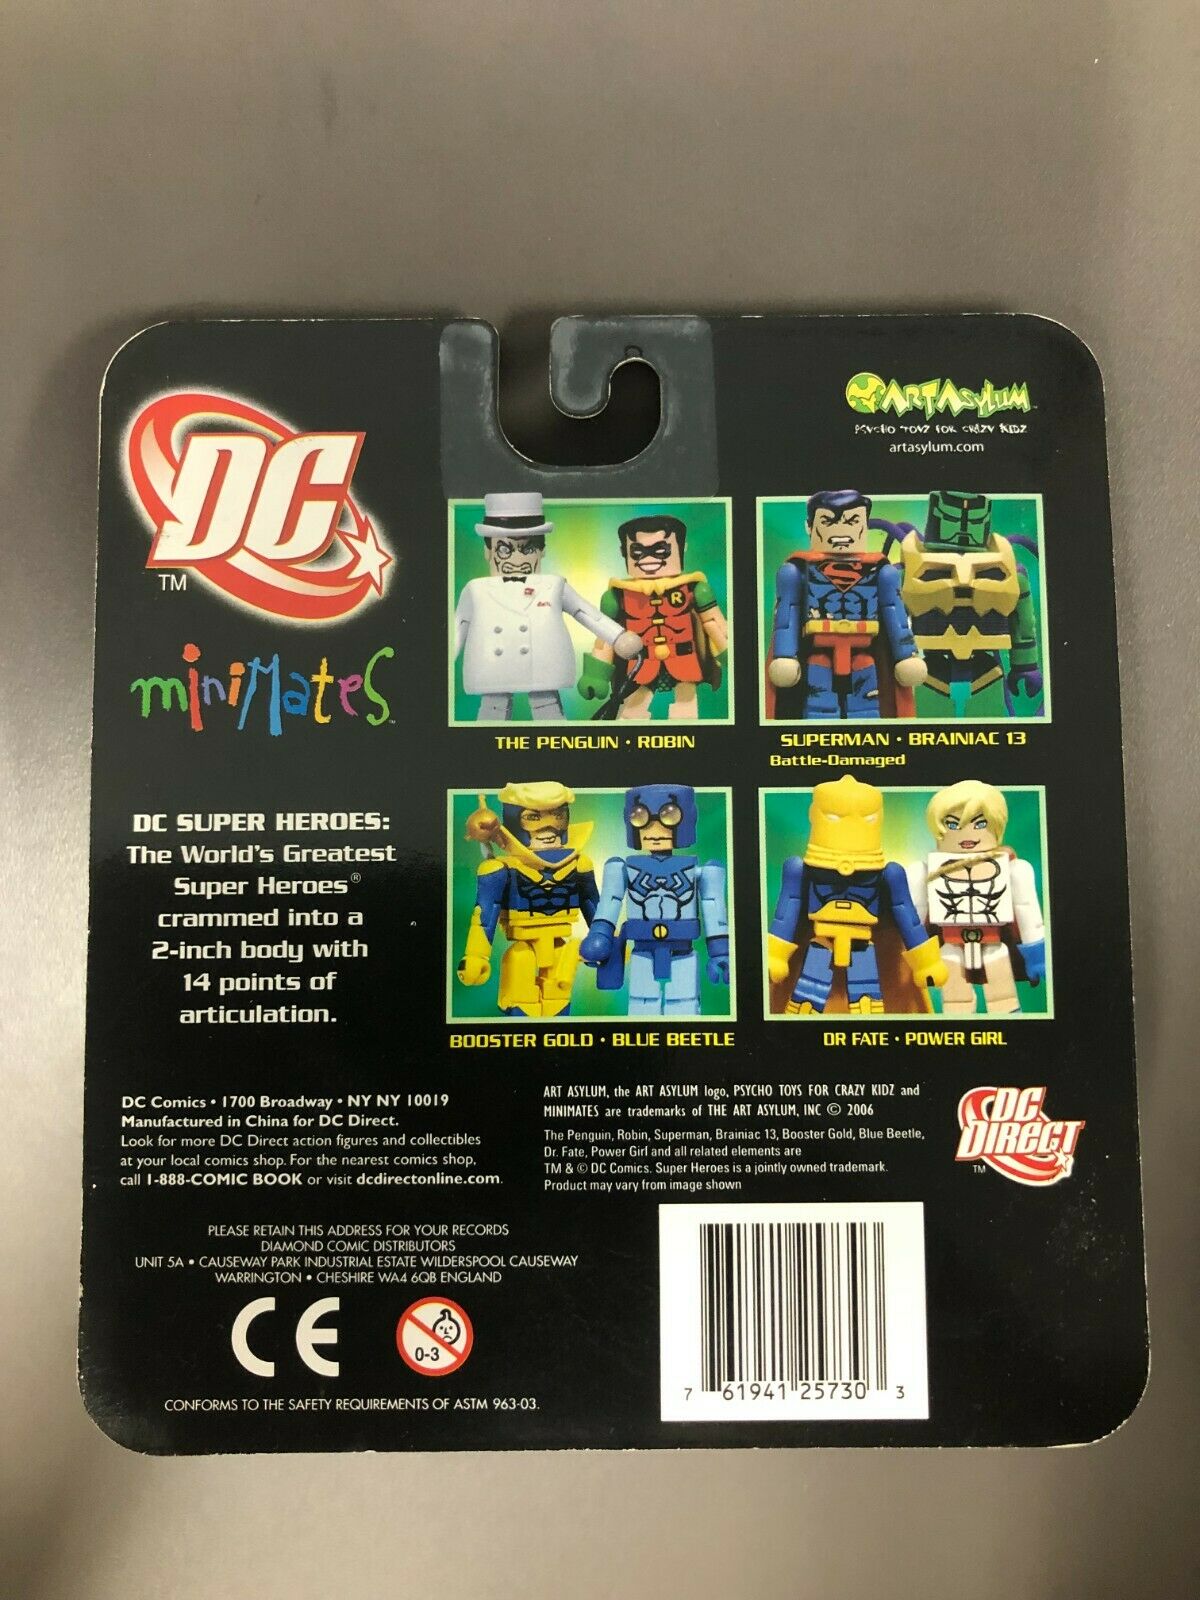 DC
TM
miniMates
TM
ART ASYLUM
PSYCHO TOYZ FOR CRAZY KIDZ
artasylum.com
R
THE PENGUIN • ROBIN
SUPERMAN • BRAINIAC 13
Battle-Damaged
BOOSTER GOLD • BLUE BEETLE
DR FATE • POWER GIRL
DC SUPER HEROES:
The World's Greatest
Super Heroes®
crammed into a
2-inch body with
14 points of
articulation.
DC Comics • 1700 Broadway • NY NY 10019
Manufactured in China for DC Direct.
Look for more DC Direct action figures and collectibles
at your local comics shop. For the nearest comics shop,
call 1-888-COMIC BOOK or visit dcdirectonline.com.
ART ASYLUM, the ART ASYLUM logo, PSYCHO TOYS FOR CRAZY KIDZ and
MINIMATES are trademarks of THE ART ASYLUM, INC © 2006
The Penguin, Robin, Superman, Brainiac 13, Booster Gold, Blue Beetle,
Dr. Fate, Power Girl and all related elements are
TM & © DC Comics. Super Heroes is a jointly owned trademark.
Product may vary from image shown
DC
DIRECT
TM
PLEASE RETAIN THIS ADDRESS FOR YOUR RECORDS
DIAMOND COMIC DISTRIBUTORS
UNIT 5A • CAUSEWAY PARK INDUSTRIAL ESTATE WILDERSPOOL CAUSEWAY
WARRINGTON • CHESHIRE WA4 6QB ENGLAND
CE
0-3
CONFORMS TO THE SAFETY REQUIREMENTS OF ASTM 963-03.
7 61941 25730 3